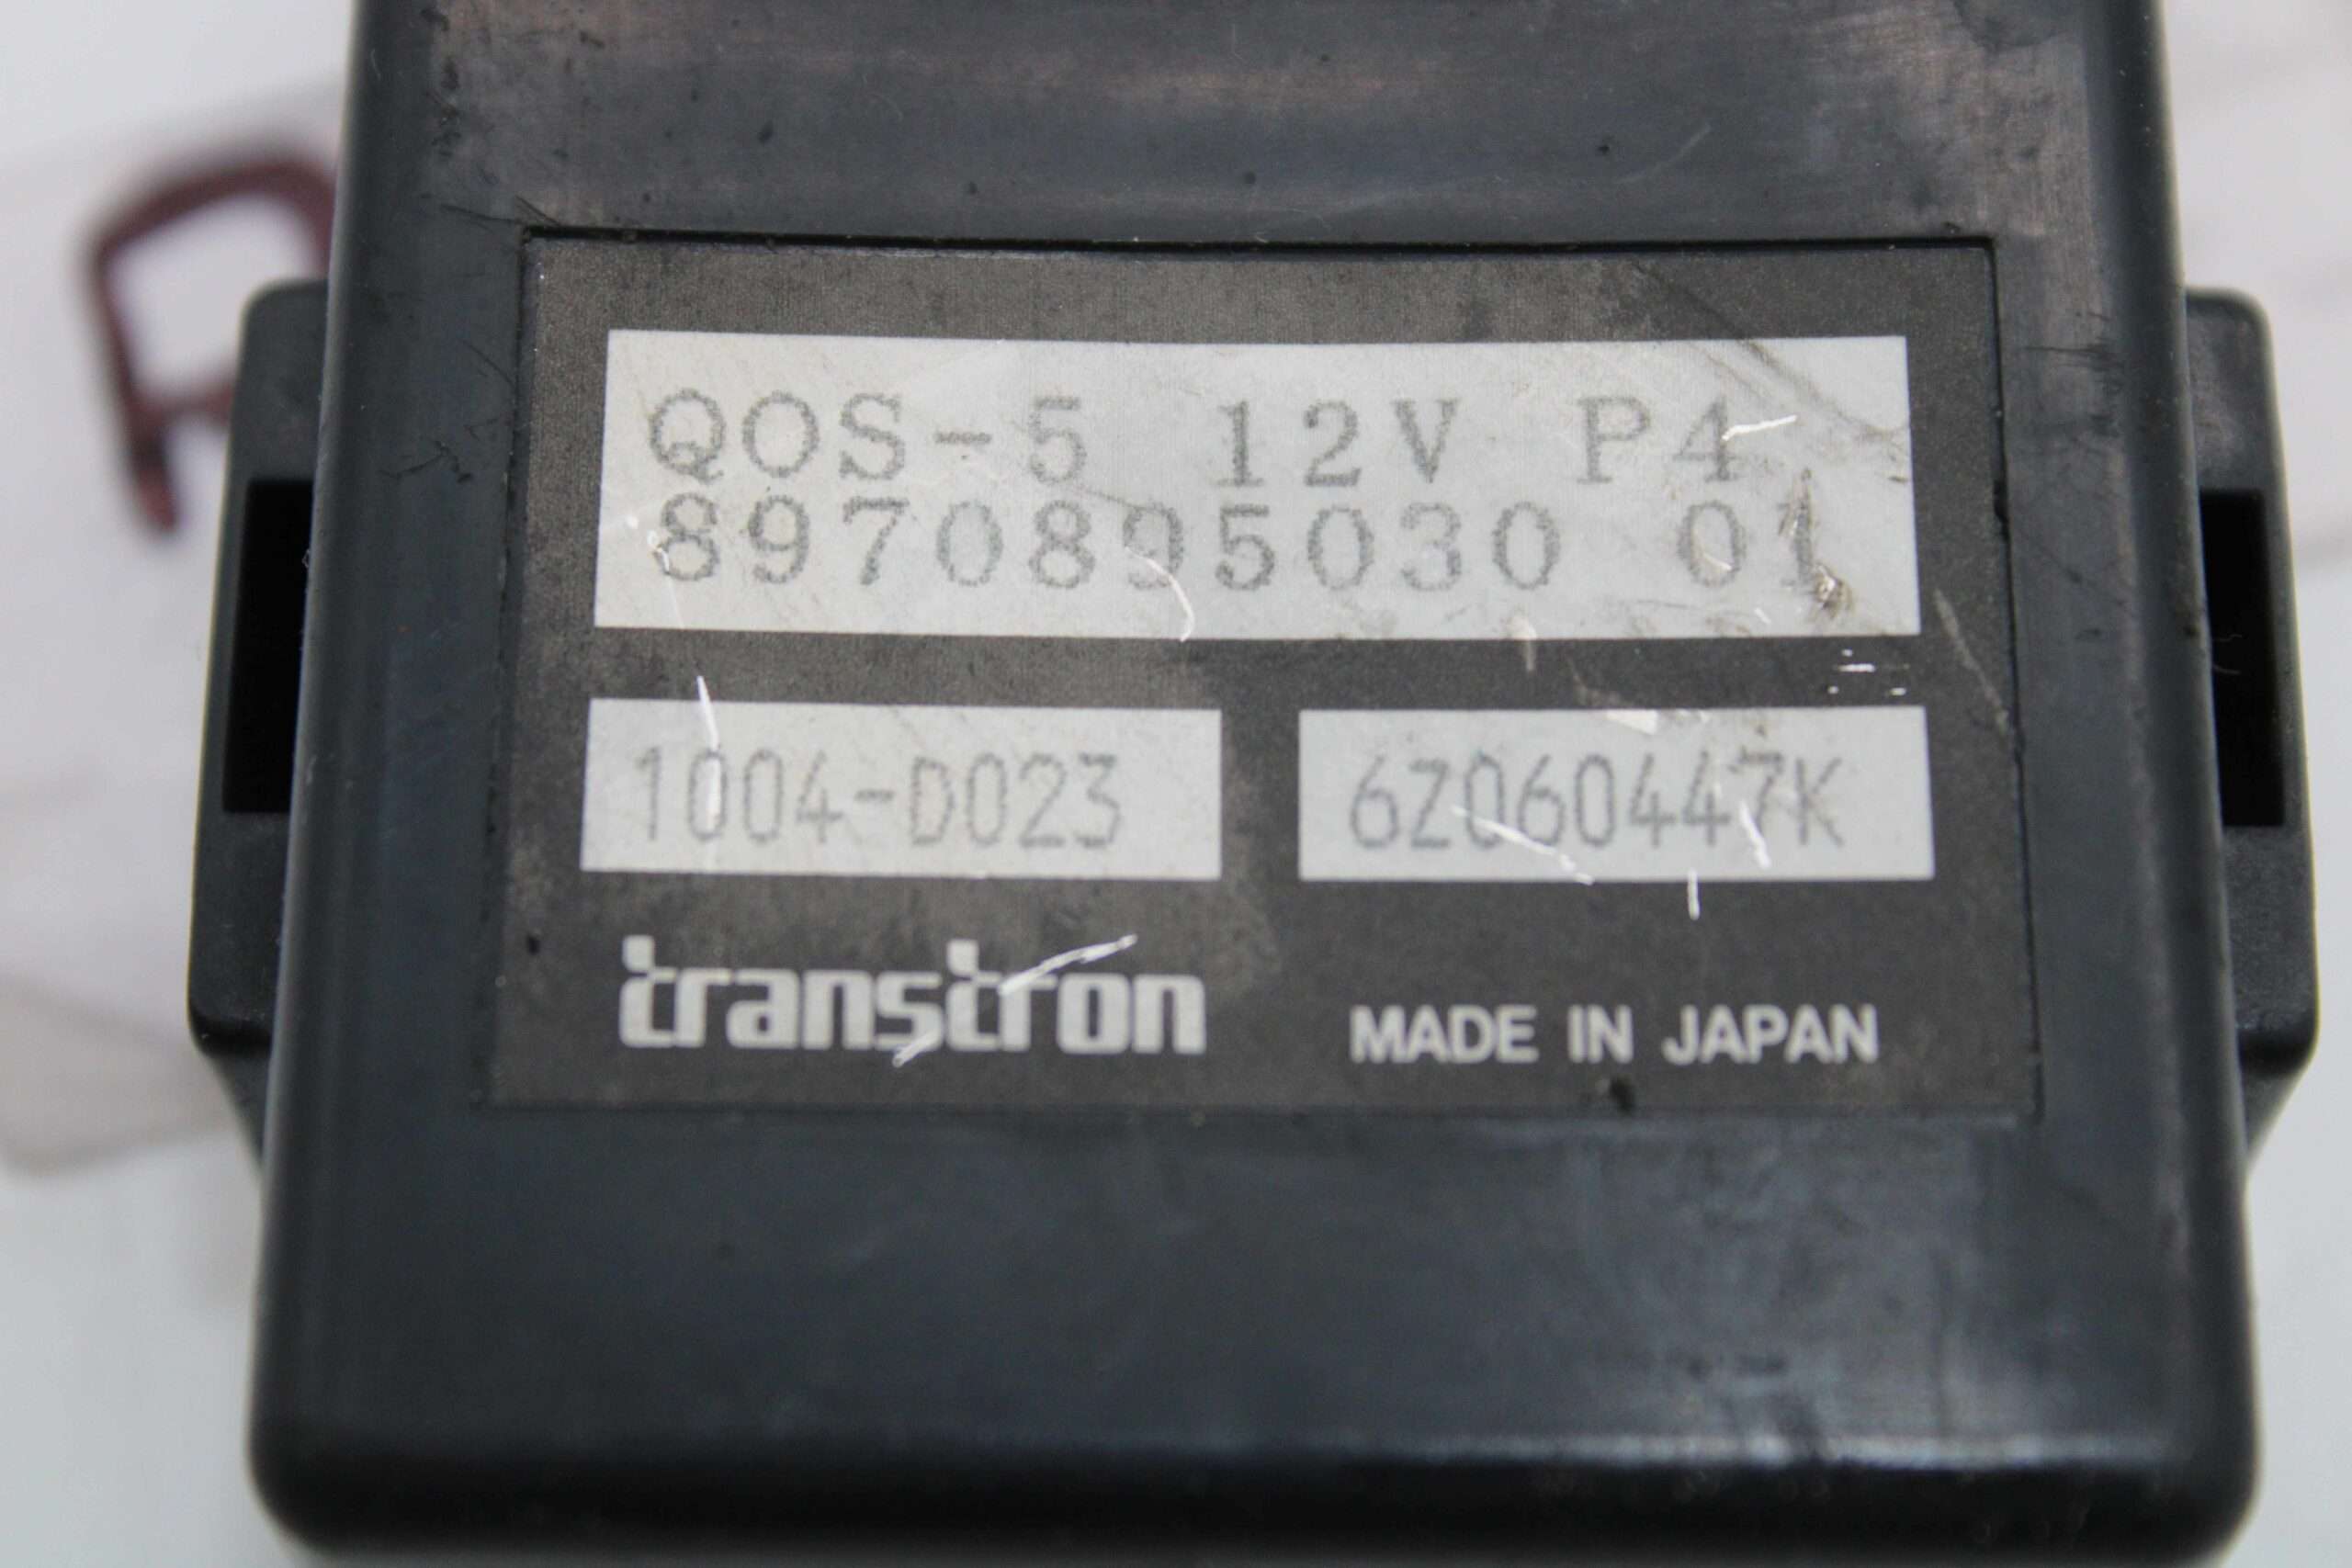 QOS-5 12V P4
8970895030 01
1004-D023
6Z060447K
transtron
MADE IN JAPAN